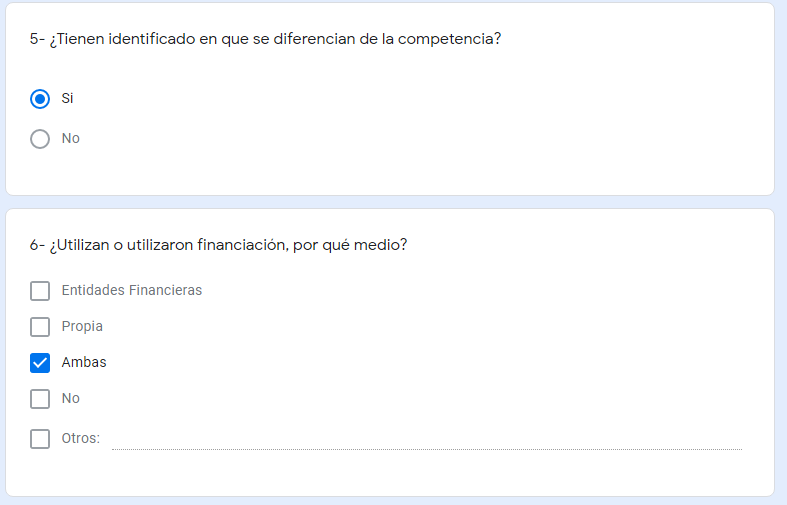 5- ¿Tienen identificado en que se diferencian de la competencia?
Si
No
6- ¿Utilizan o utilizaron financiación, por qué medio?
Entidades Financieras
Propia
Ambas
No
Otros: